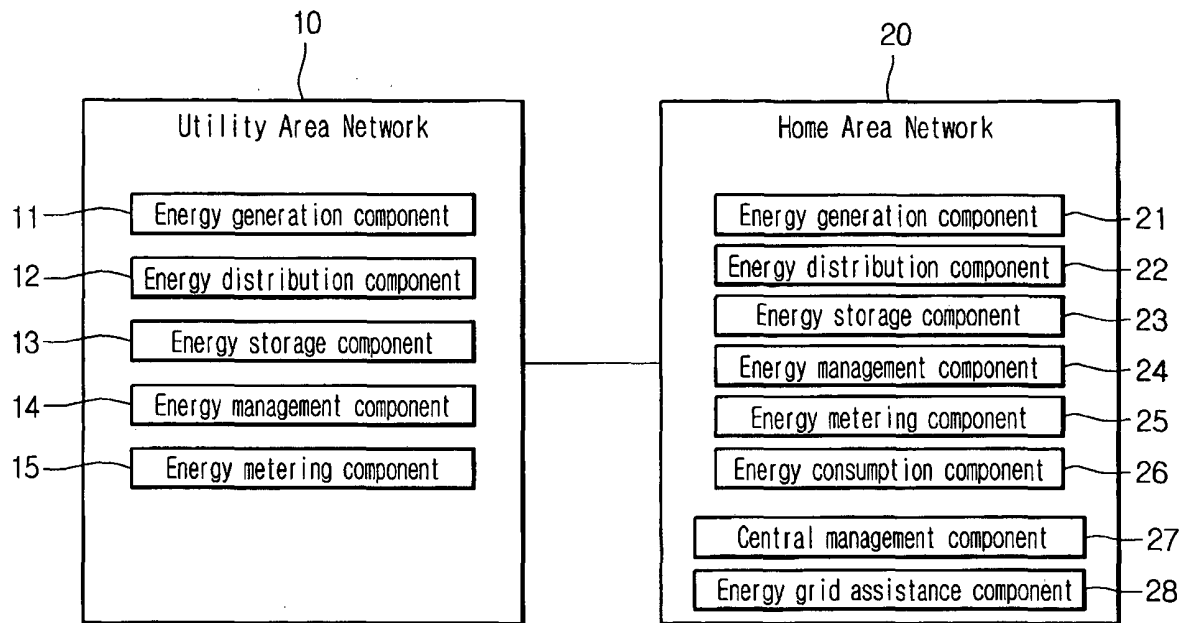 10
Utility Area Network
11
Energy generation component
12
Energy distribution component
13
Energy storage component
14
Energy management component
15
Energy metering component
20
Home Area Network
Energy generation component
21
Energy distribution component
22
Energy storage component
23
Energy management component
24
Energy metering component
25
Energy consumption component
26
Central management component
27
Energy grid assistance component
28